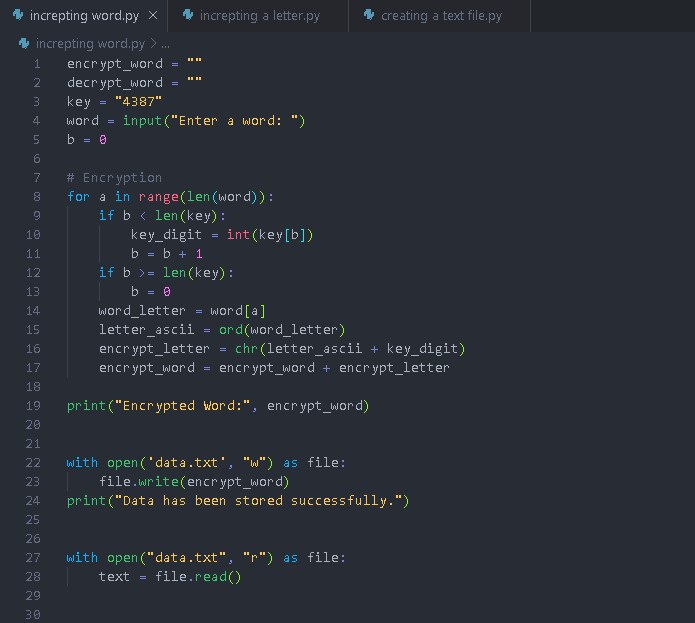 increpting word.py × increpting a letter.py creating a text file.py
increpting word.py > ...
1 encrypt_word = ""
2 decrypt_word = ""
3 key = "4387"
4 word = input("Enter a word: ")
5 b = 0
6
7 # Encryption
8 for a in range(len(word)):
9     if b < len(key):
10         key_digit = int(key[b])
11         b = b + 1
12     if b >= len(key):
13         b = 0
14     word_letter = word[a]
15     letter_ascii = ord(word_letter)
16     encrypt_letter = chr(letter_ascii + key_digit)
17     encrypt_word = encrypt_word + encrypt_letter
18
19 print("Encrypted Word:", encrypt_word)
20
21
22 with open('data.txt', "w") as file:
23     file.write(encrypt_word)
24 print("Data has been stored successfully.")
25
26
27 with open("data.txt", "r") as file:
28     text = file.read()
29
30